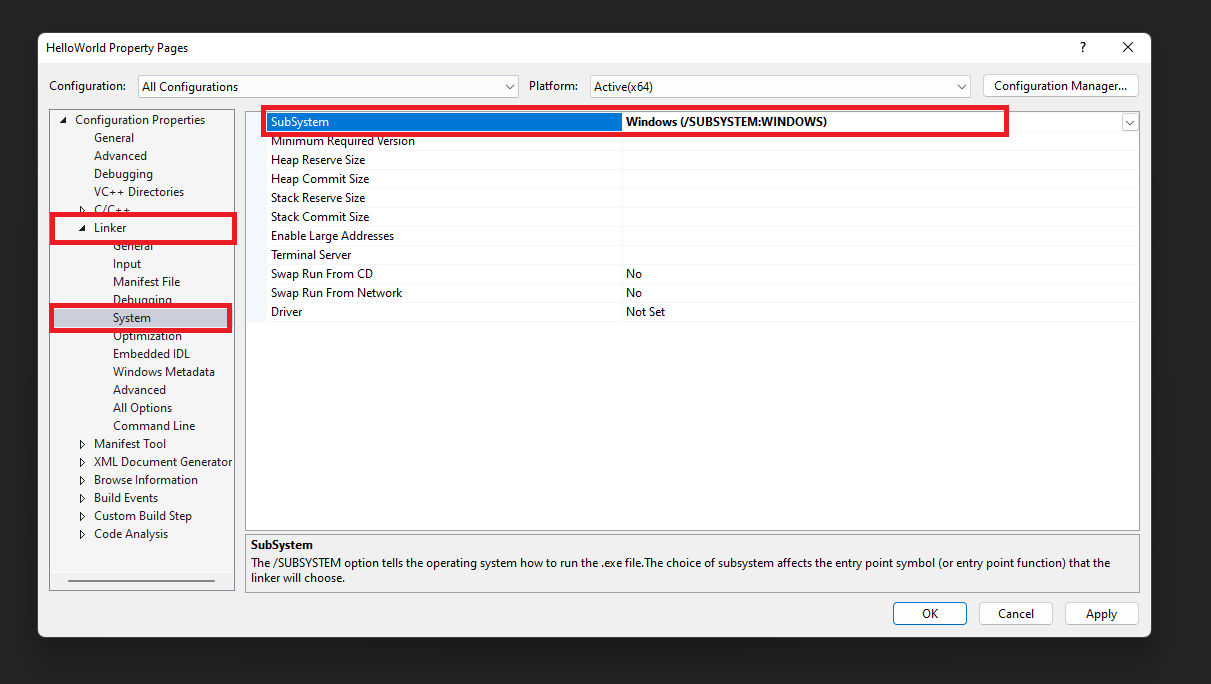 HelloWorld Property Pages
?
Configuration: All Configurations Platform: Active(x64) Configuration Manager...
Configuration Properties
General
Advanced
Debugging
VC++ Directories
C/C++
Linker
General
Input
Manifest File
Debugging
System
Optimization
Embedded IDL
Windows Metadata
Advanced
All Options
Command Line
Manifest Tool
XML Document Generator
Browse Information
Build Events
Custom Build Step
Code Analysis
SubSystem Windows (/SUBSYSTEM:WINDOWS)
Minimum Required Version
Heap Reserve Size
Heap Commit Size
Stack Reserve Size
Stack Commit Size
Enable Large Addresses
Terminal Server
Swap Run From CD No
Swap Run From Network No
Driver Not Set
SubSystem
The /SUBSYSTEM option tells the operating system how to run the .exe file.The choice of subsystem affects the entry point symbol (or entry point function) that the
linker will choose.
OK Cancel Apply